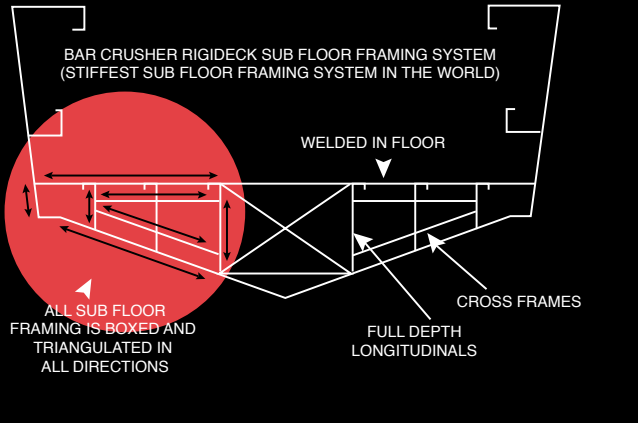 BAR CRUSHER RIGIDECK SUB FLOOR FRAMING SYSTEM
(STIFFEST SUB FLOOR FRAMING SYSTEM IN THE WORLD)
WELDED IN FLOOR
CROSS FRAMES
ALL SUB FLOOR
FRAMING IS BOXED AND
TRIANGULATED IN
ALL DIRECTIONS
FULL DEPTH
LONGITUDINALS